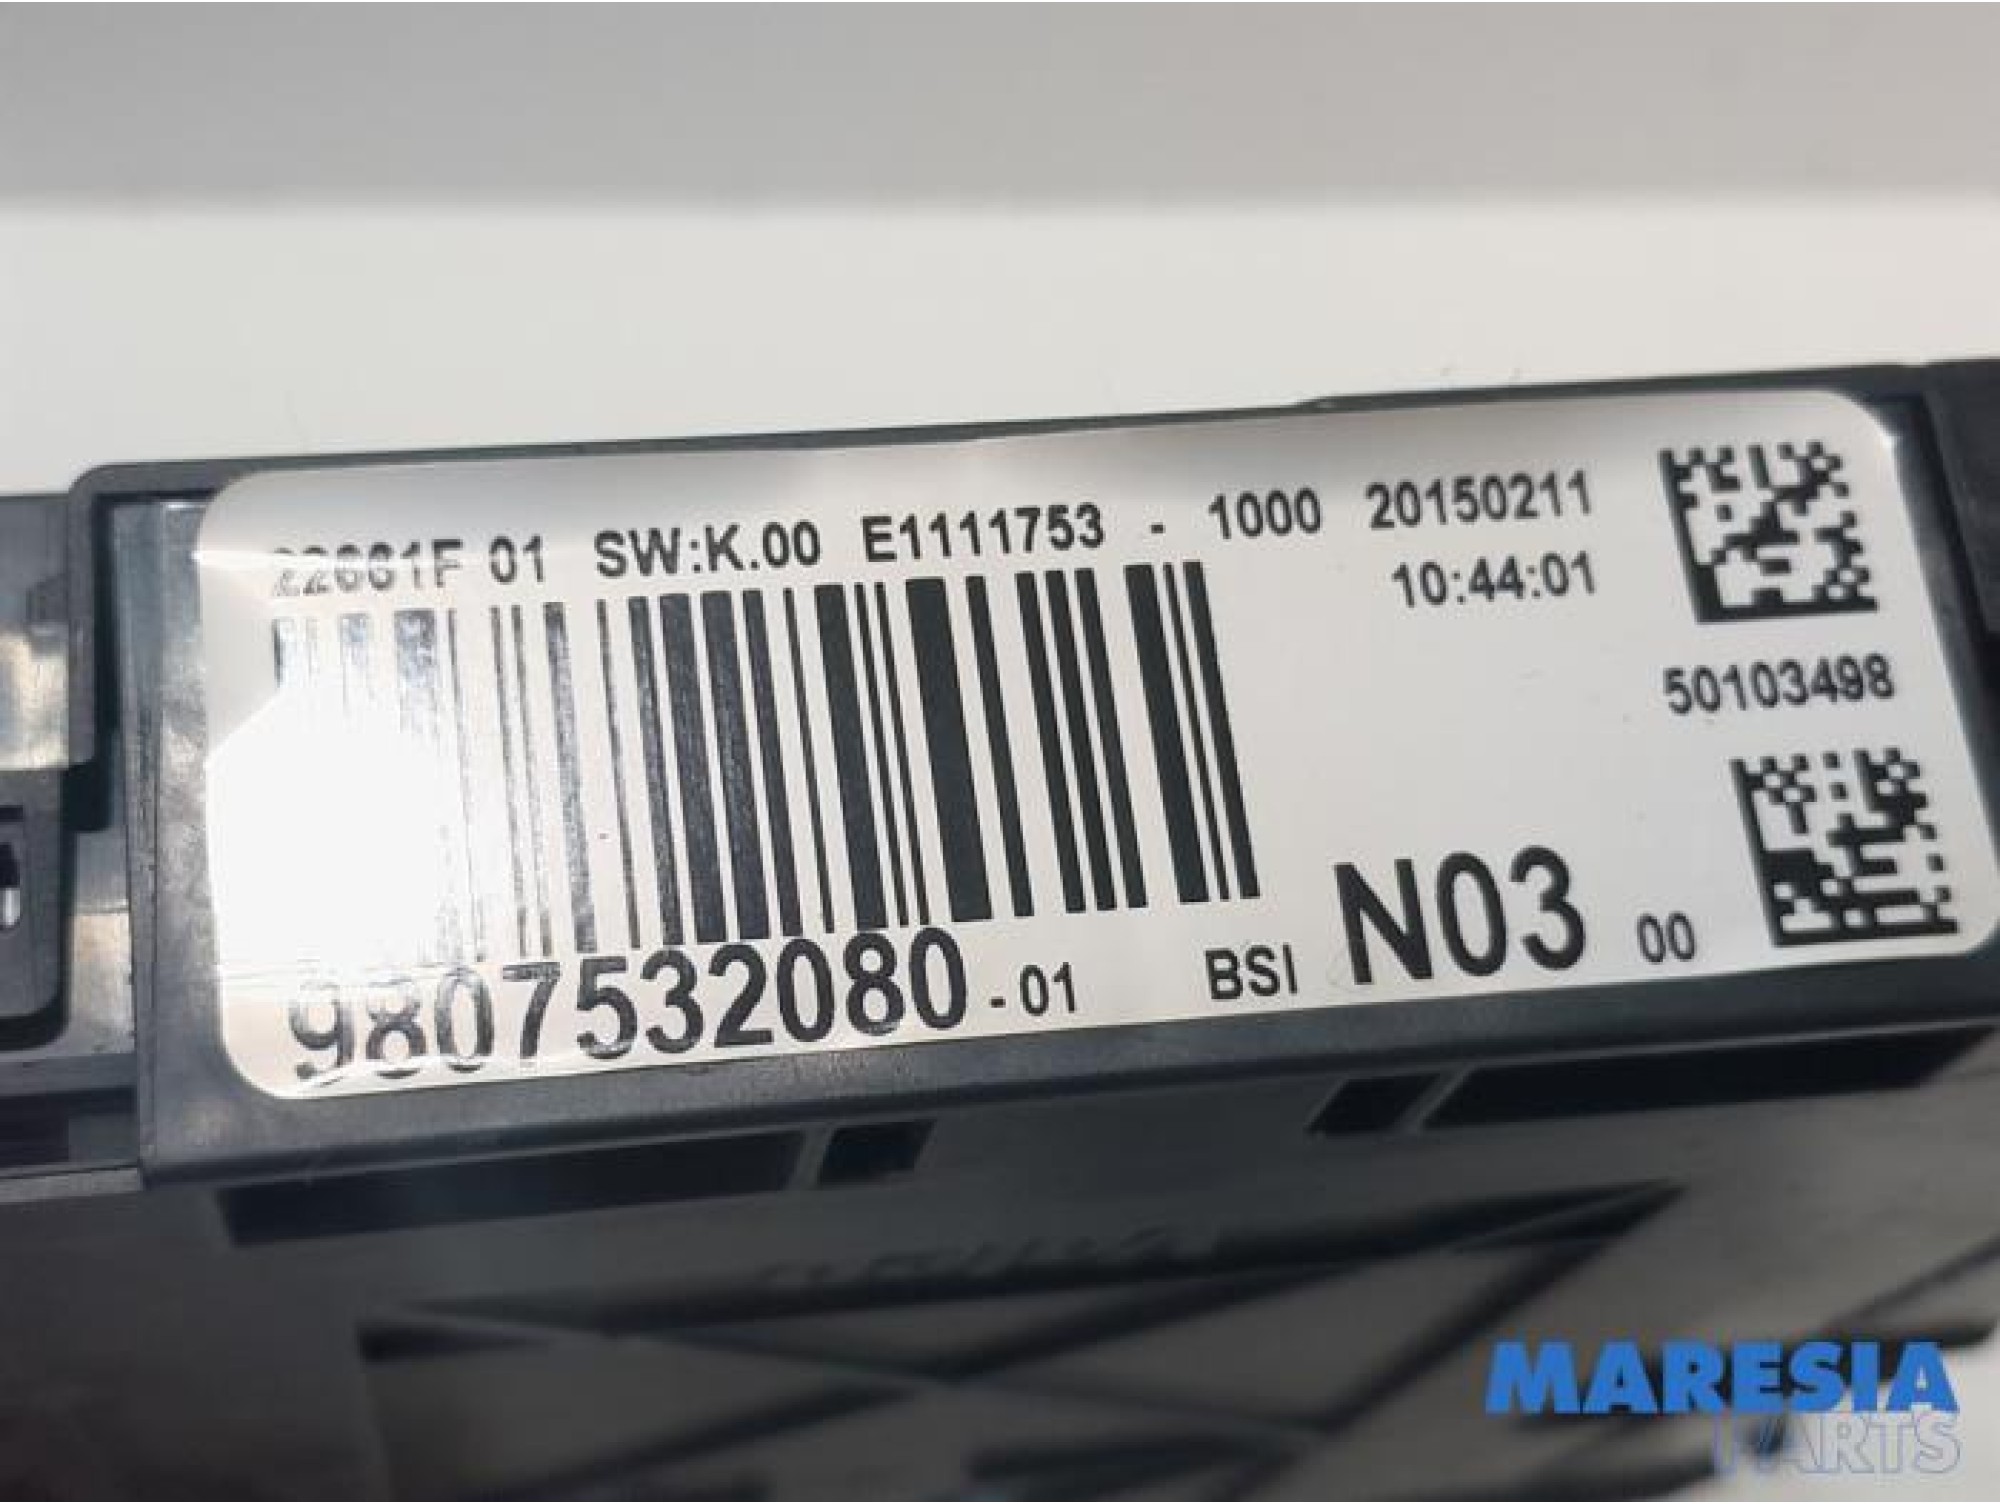 01 SW:K.00 E1111753 - 1000 20150211
10:44:01
50103498
9807532080 -01 BSI N03 00
MARESIA
PARTS